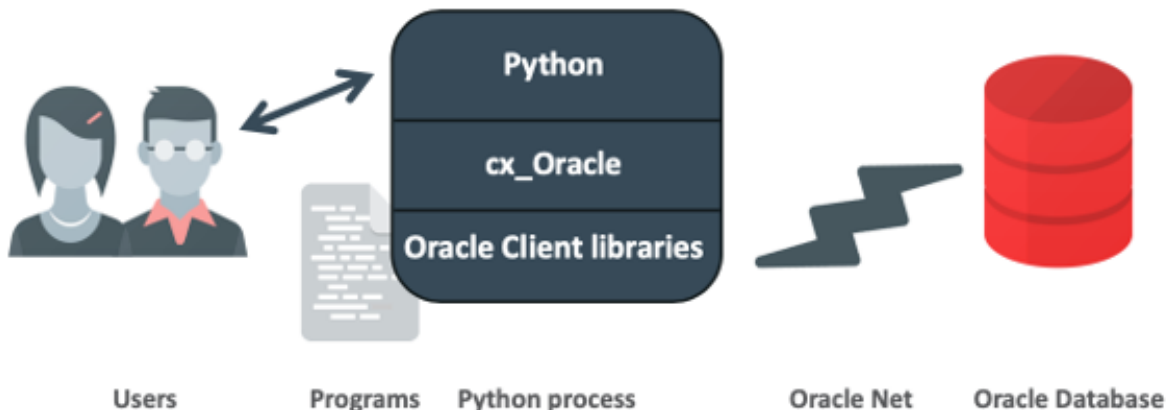 Python
cx_Oracle
Oracle Client libraries
Users Programs Python process Oracle Net Oracle Database